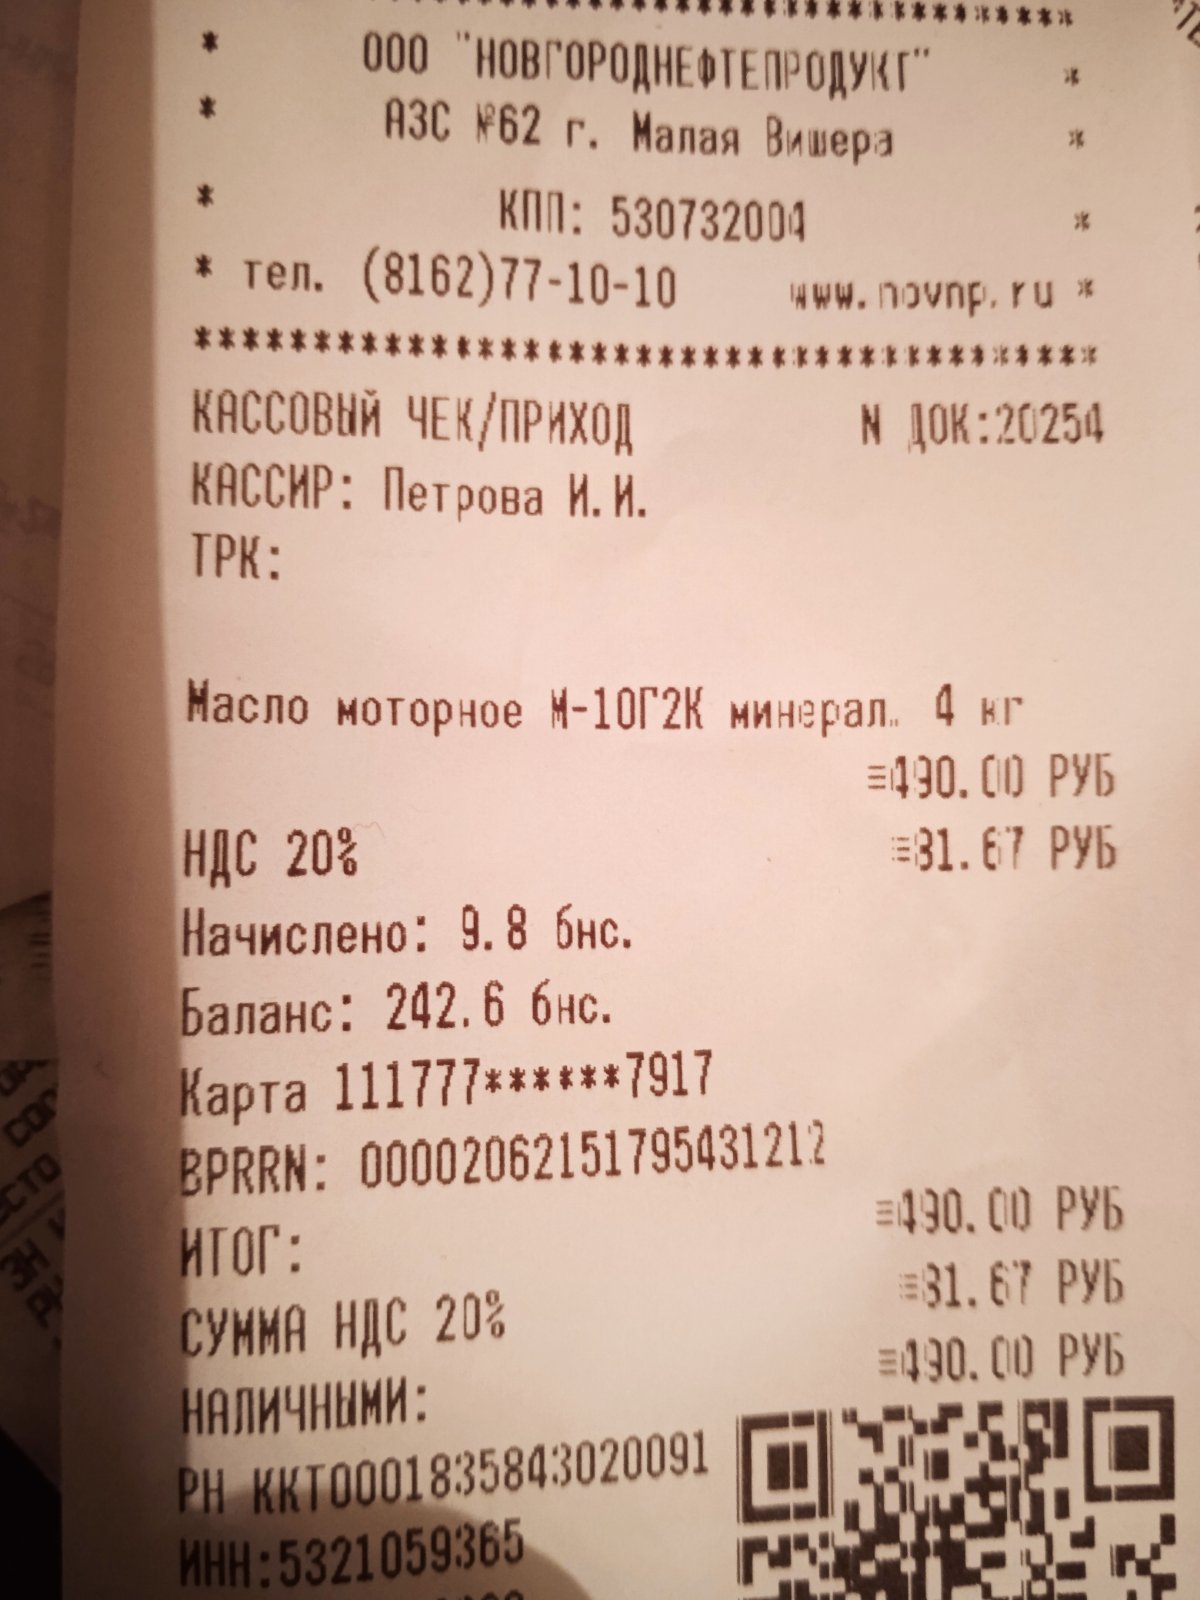 ****************************************
* ООО "НОВГОРОДНЕФТЕПРОДУКТ" *
* АЗС №62 г. Малая Вишера *
* КПП: 530732004 *
* тел. (8162)77-10-10 www.novnp.ru *
****************************************
КАССОВЫЙ ЧЕК/ПРИХОД N ДОК:20254
КАССИР: Петрова И.И.
ТРК:
Масло моторное М-10Г2К минерал. 4 кг
≡490.00 РУБ
НДС 20% ≡81.67 РУБ
Начислено: 9.8 бнс.
Баланс: 242.6 бнс.
Карта 111777******7917
BPRRN: 00002062151795431212
ИТОГ: ≡490.00 РУБ
СУММА НДС 20% ≡81.67 РУБ
НАЛИЧНЫМИ: ≡490.00 РУБ
РН ККТ0001835843020091
ИНН:5321059365